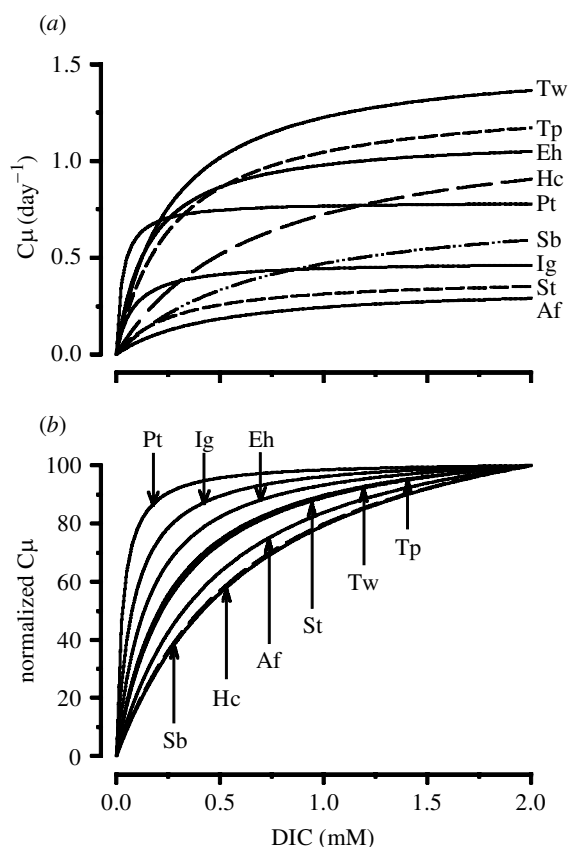 (a)
1.5
1.0
0.5
0.0
Cμ (day⁻¹)
Tw
Tp
Eh
Hc
Pt
Sb
Ig
St
Af
(b)
Pt Ig Eh
100
80
60
40
20
0
normalized Cμ
Tp
Tw
St
Af
Hc
Sb
0.0 0.5 1.0 1.5 2.0
DIC (mM)